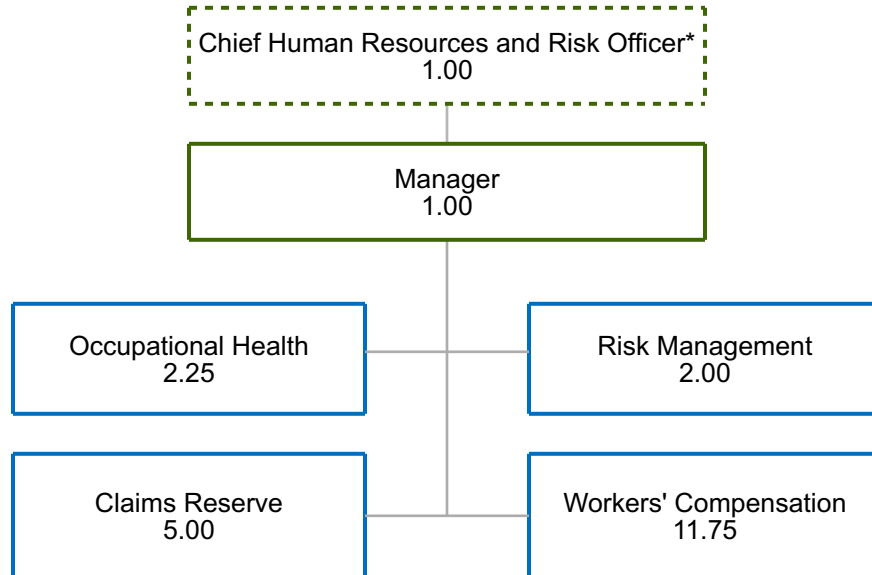 Chief Human Resources and Risk Officer*
1.00
Manager
1.00
Occupational Health
2.25
Risk Management
2.00
Claims Reserve
5.00
Workers' Compensation
11.75